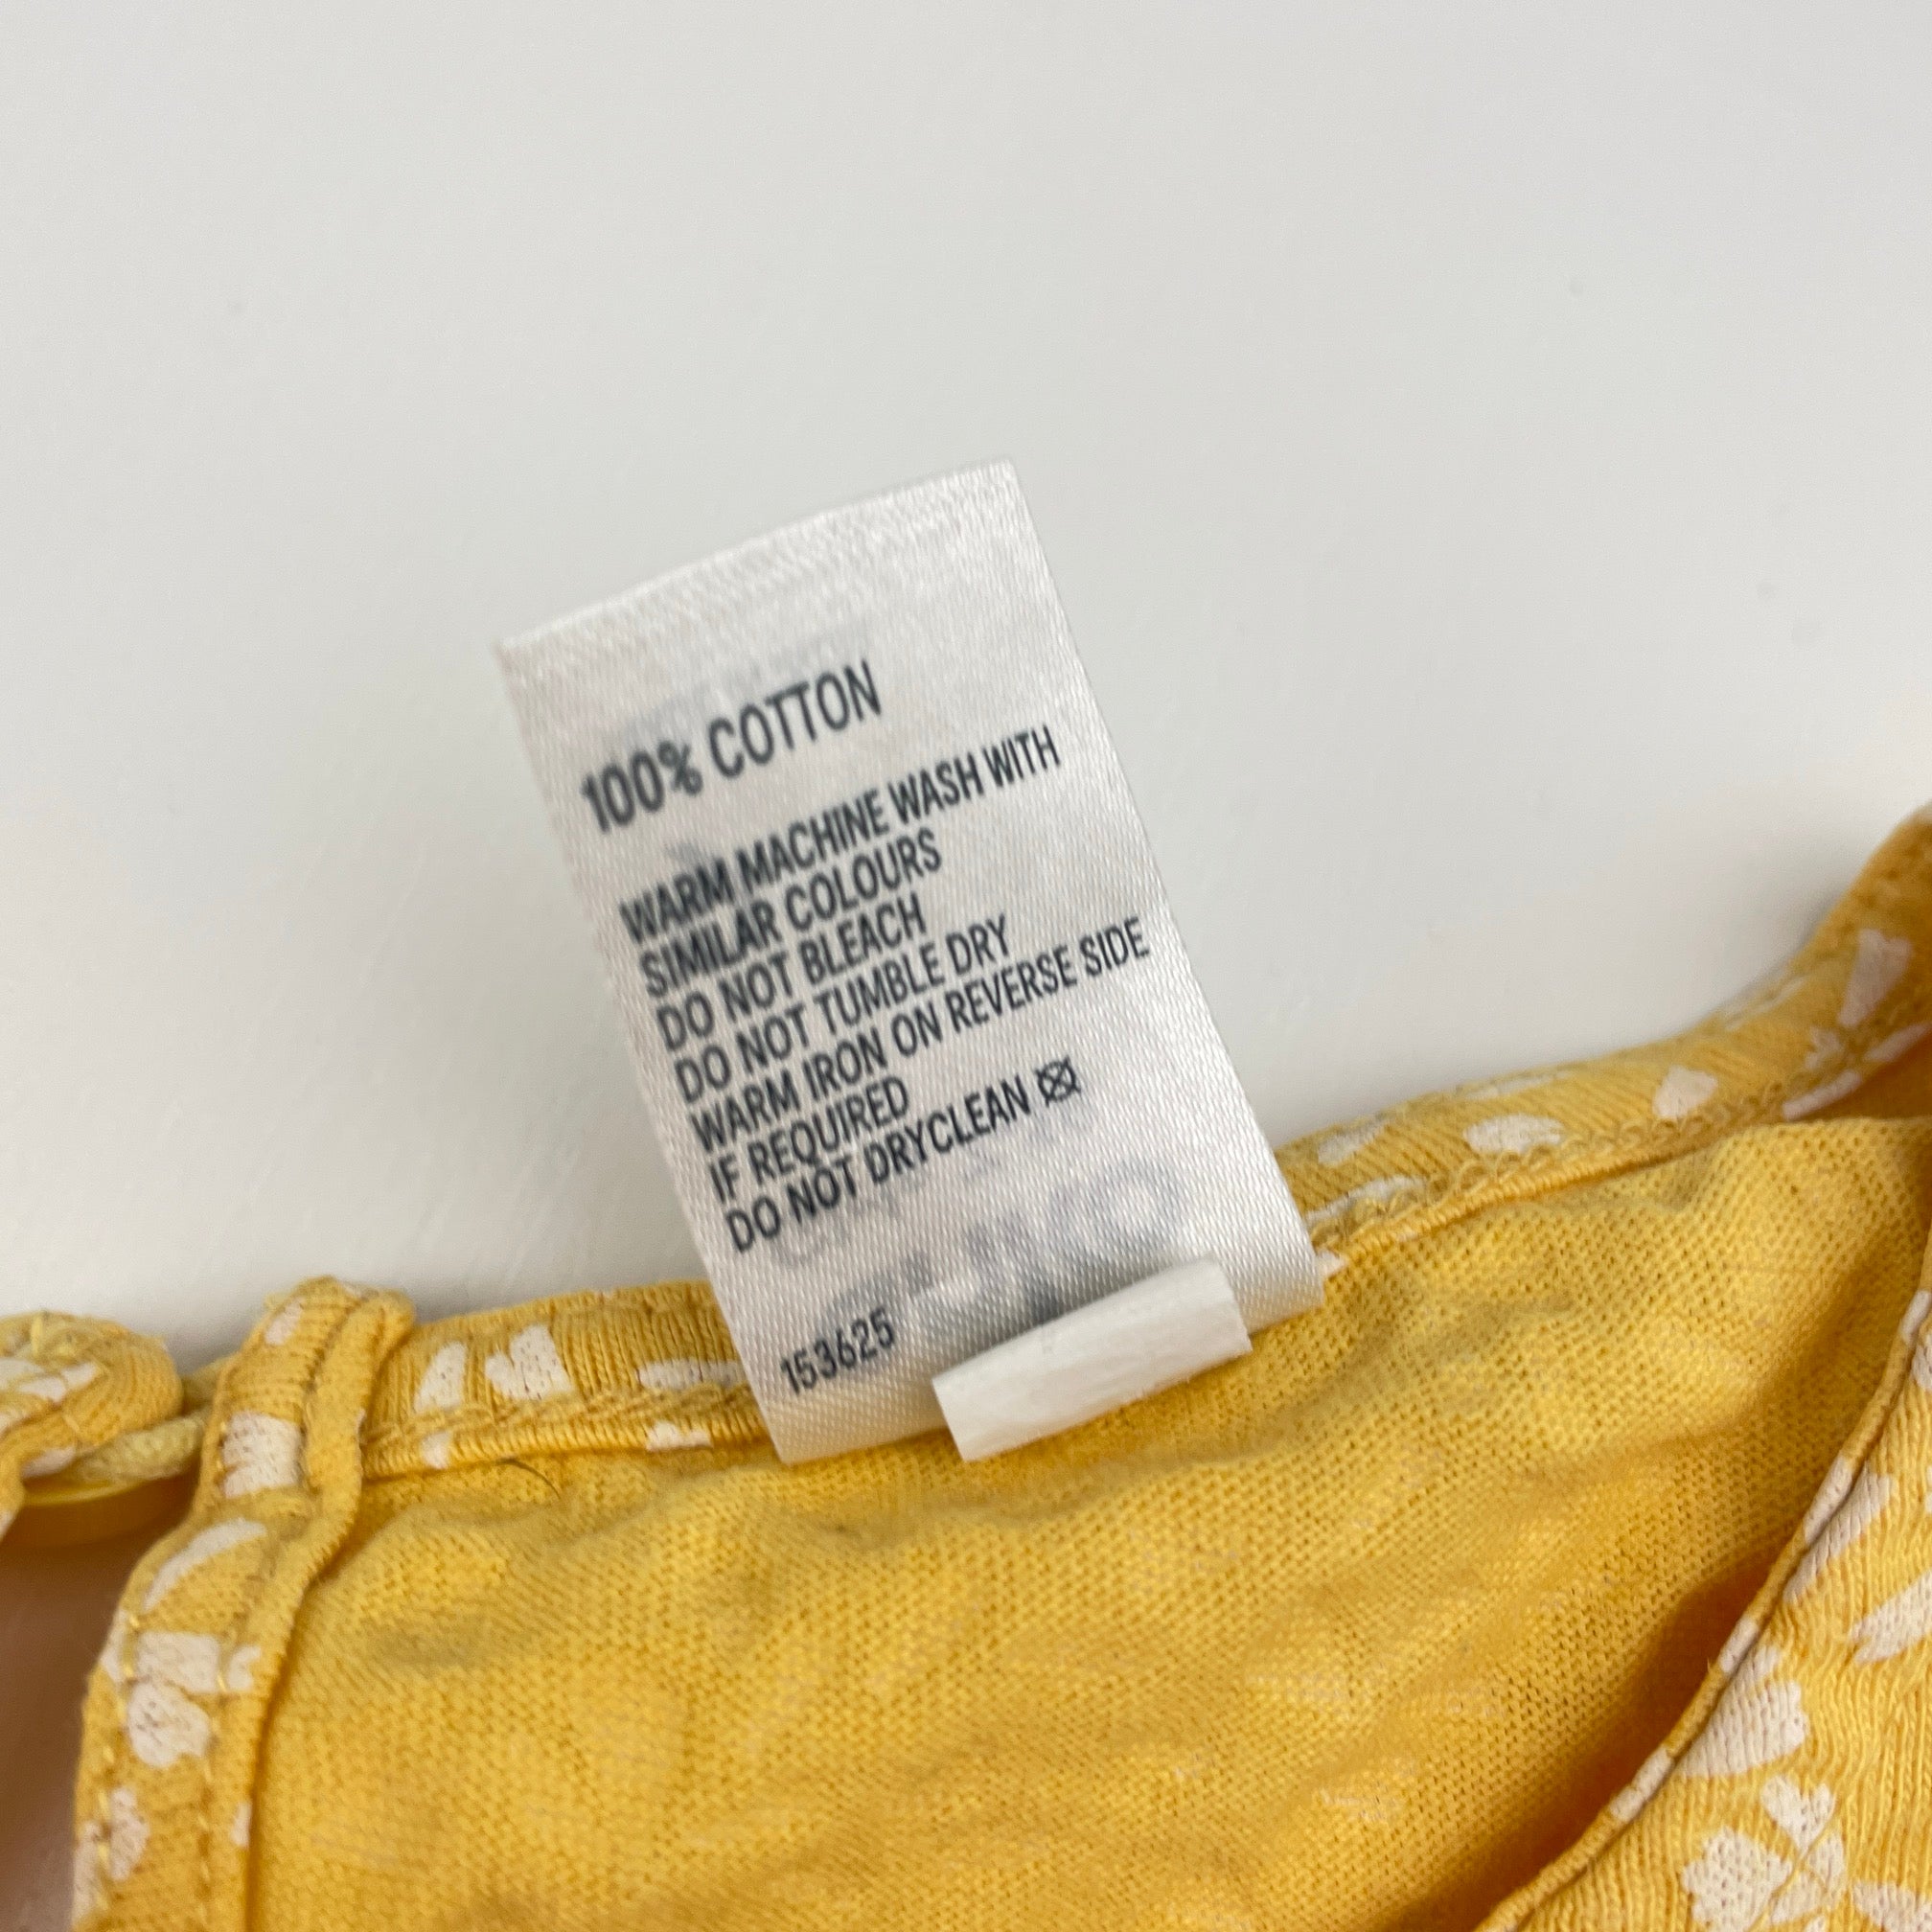 100% COTTON
WARM MACHINE WASH WITH
SIMILAR COLOURS
DO NOT BLEACH
DO NOT TUMBLE DRY
WARM IRON ON REVERSE SIDE
IF REQUIRED
DO NOT DRYCLEAN
153625